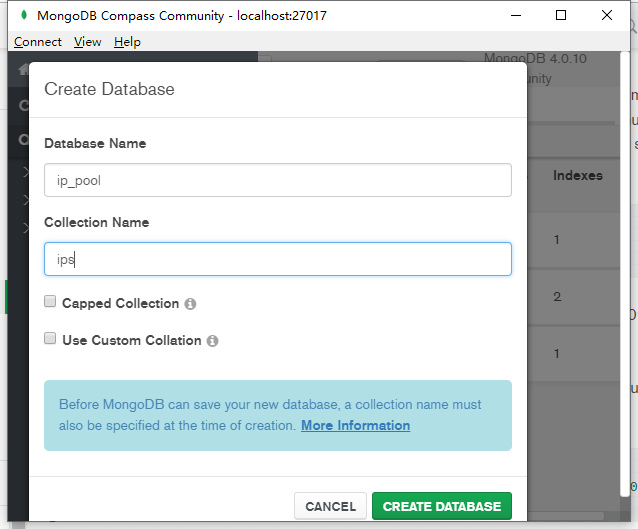 MongoDB Compass Community - localhost:27017
Connect View Help
MongoDB 4.0.10
Create Database
Database Name
Indexes
ip_pool
Collection Name
1
ips
2
Capped Collection
Use Custom Collation
1
Before MongoDB can save your new database, a collection name must
also be specified at the time of creation. More Information
CANCEL CREATE DATABASE